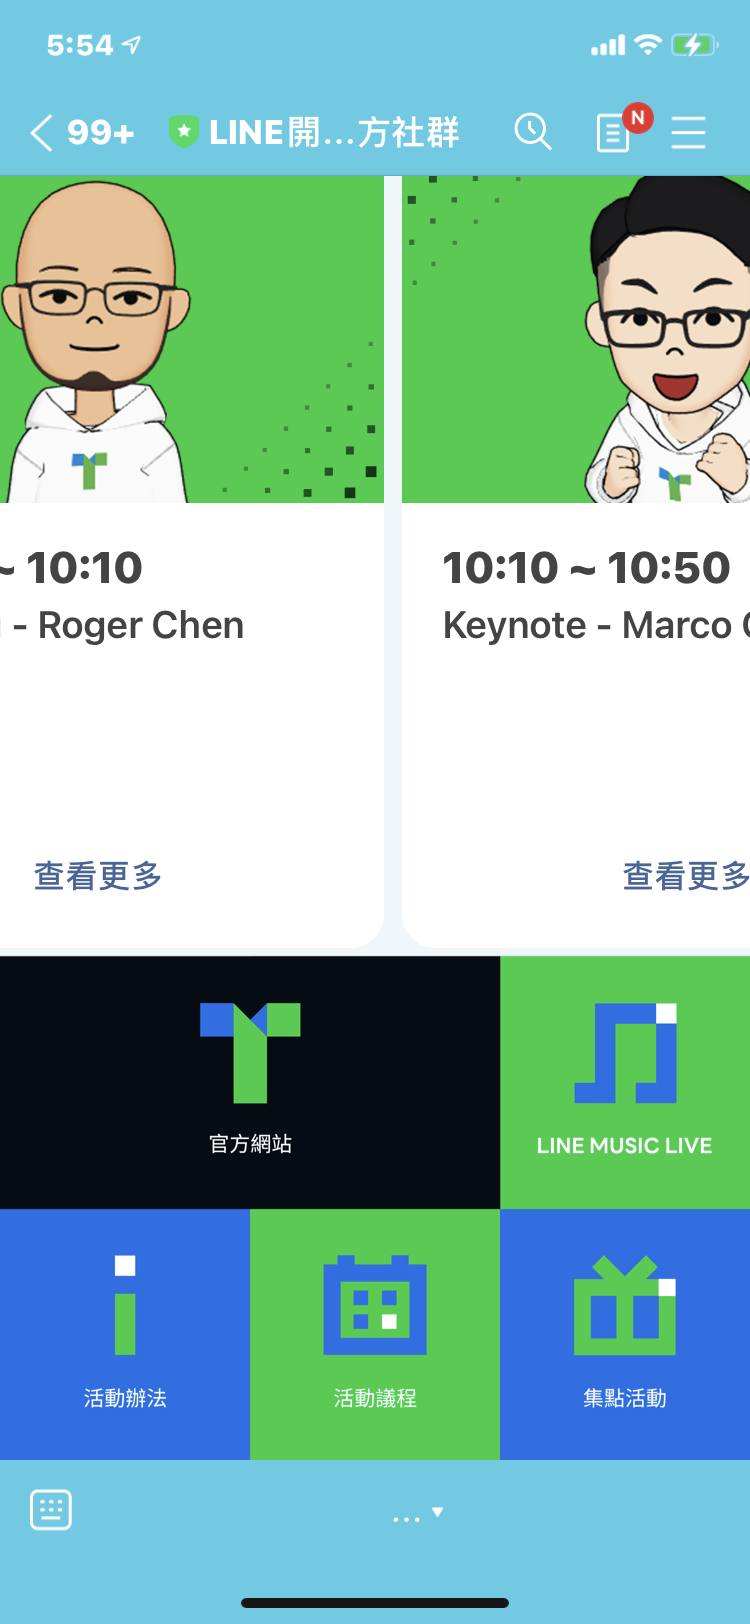 5:54
99+ LINE開...方社群 N
~ 10:10
- Roger Chen
查看更多
10:10 ~ 10:50
Keynote - Marco
查看更多
官方網站
LINE MUSIC LIVE
活動辦法
活動議程
集點活動
... ▼